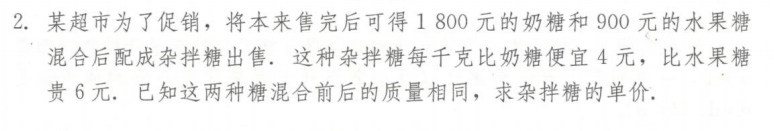 2. 某超市为了促销，将本来售完后可得 1 800 元的奶糖和 900 元的水果糖
混合后配成杂拌糖出售. 这种杂拌糖每千克比奶糖便宜 4 元，比水果糖
贵 6 元. 已知这两种糖混合前后的质量相同，求杂拌糖的单价.